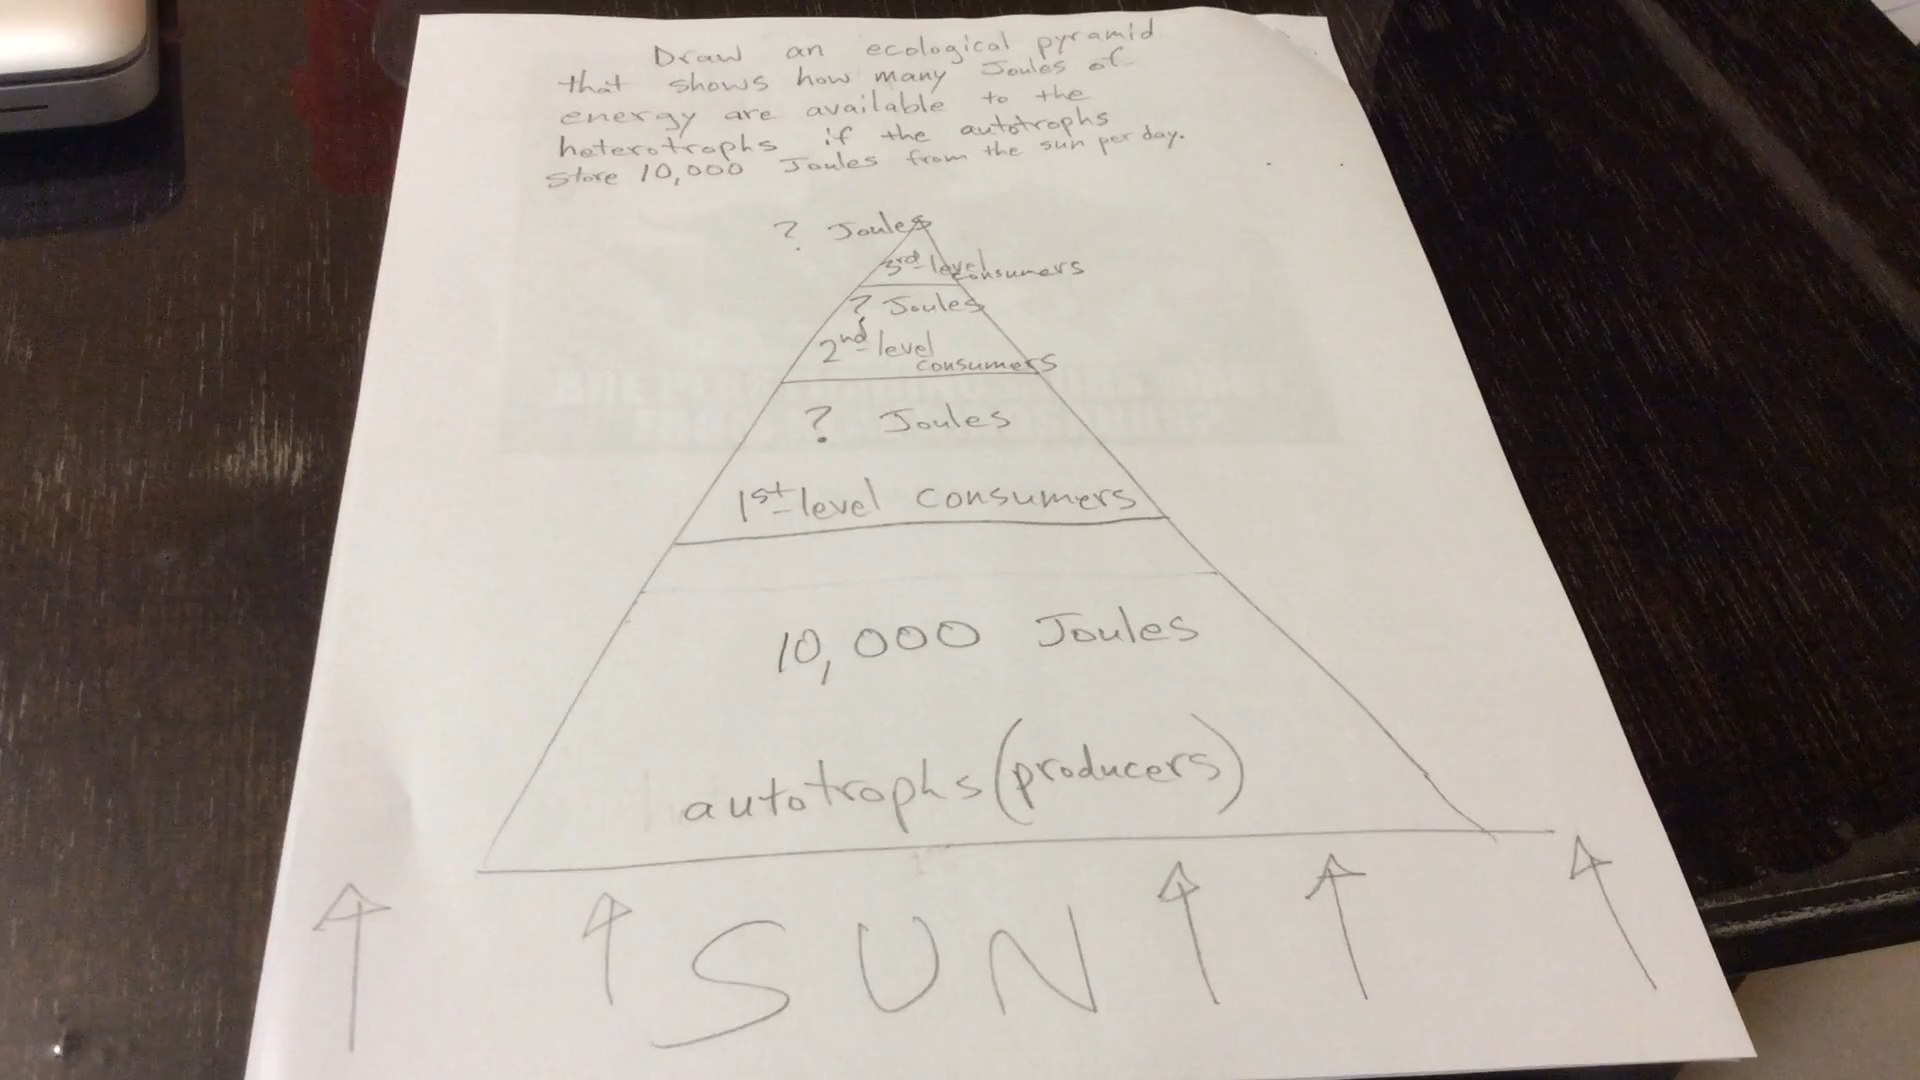 Draw an ecological pyramid
that shows how many Joules of
energy are available to the
heterotrophs if the autotrophs
store 10,000 Joules from the sun per day.
? Joules
3rd-level
consumers
? Joules
2nd-level
consumers
? Joules
1st-level consumers
10,000 Joules
autotrophs (producers)
SUN